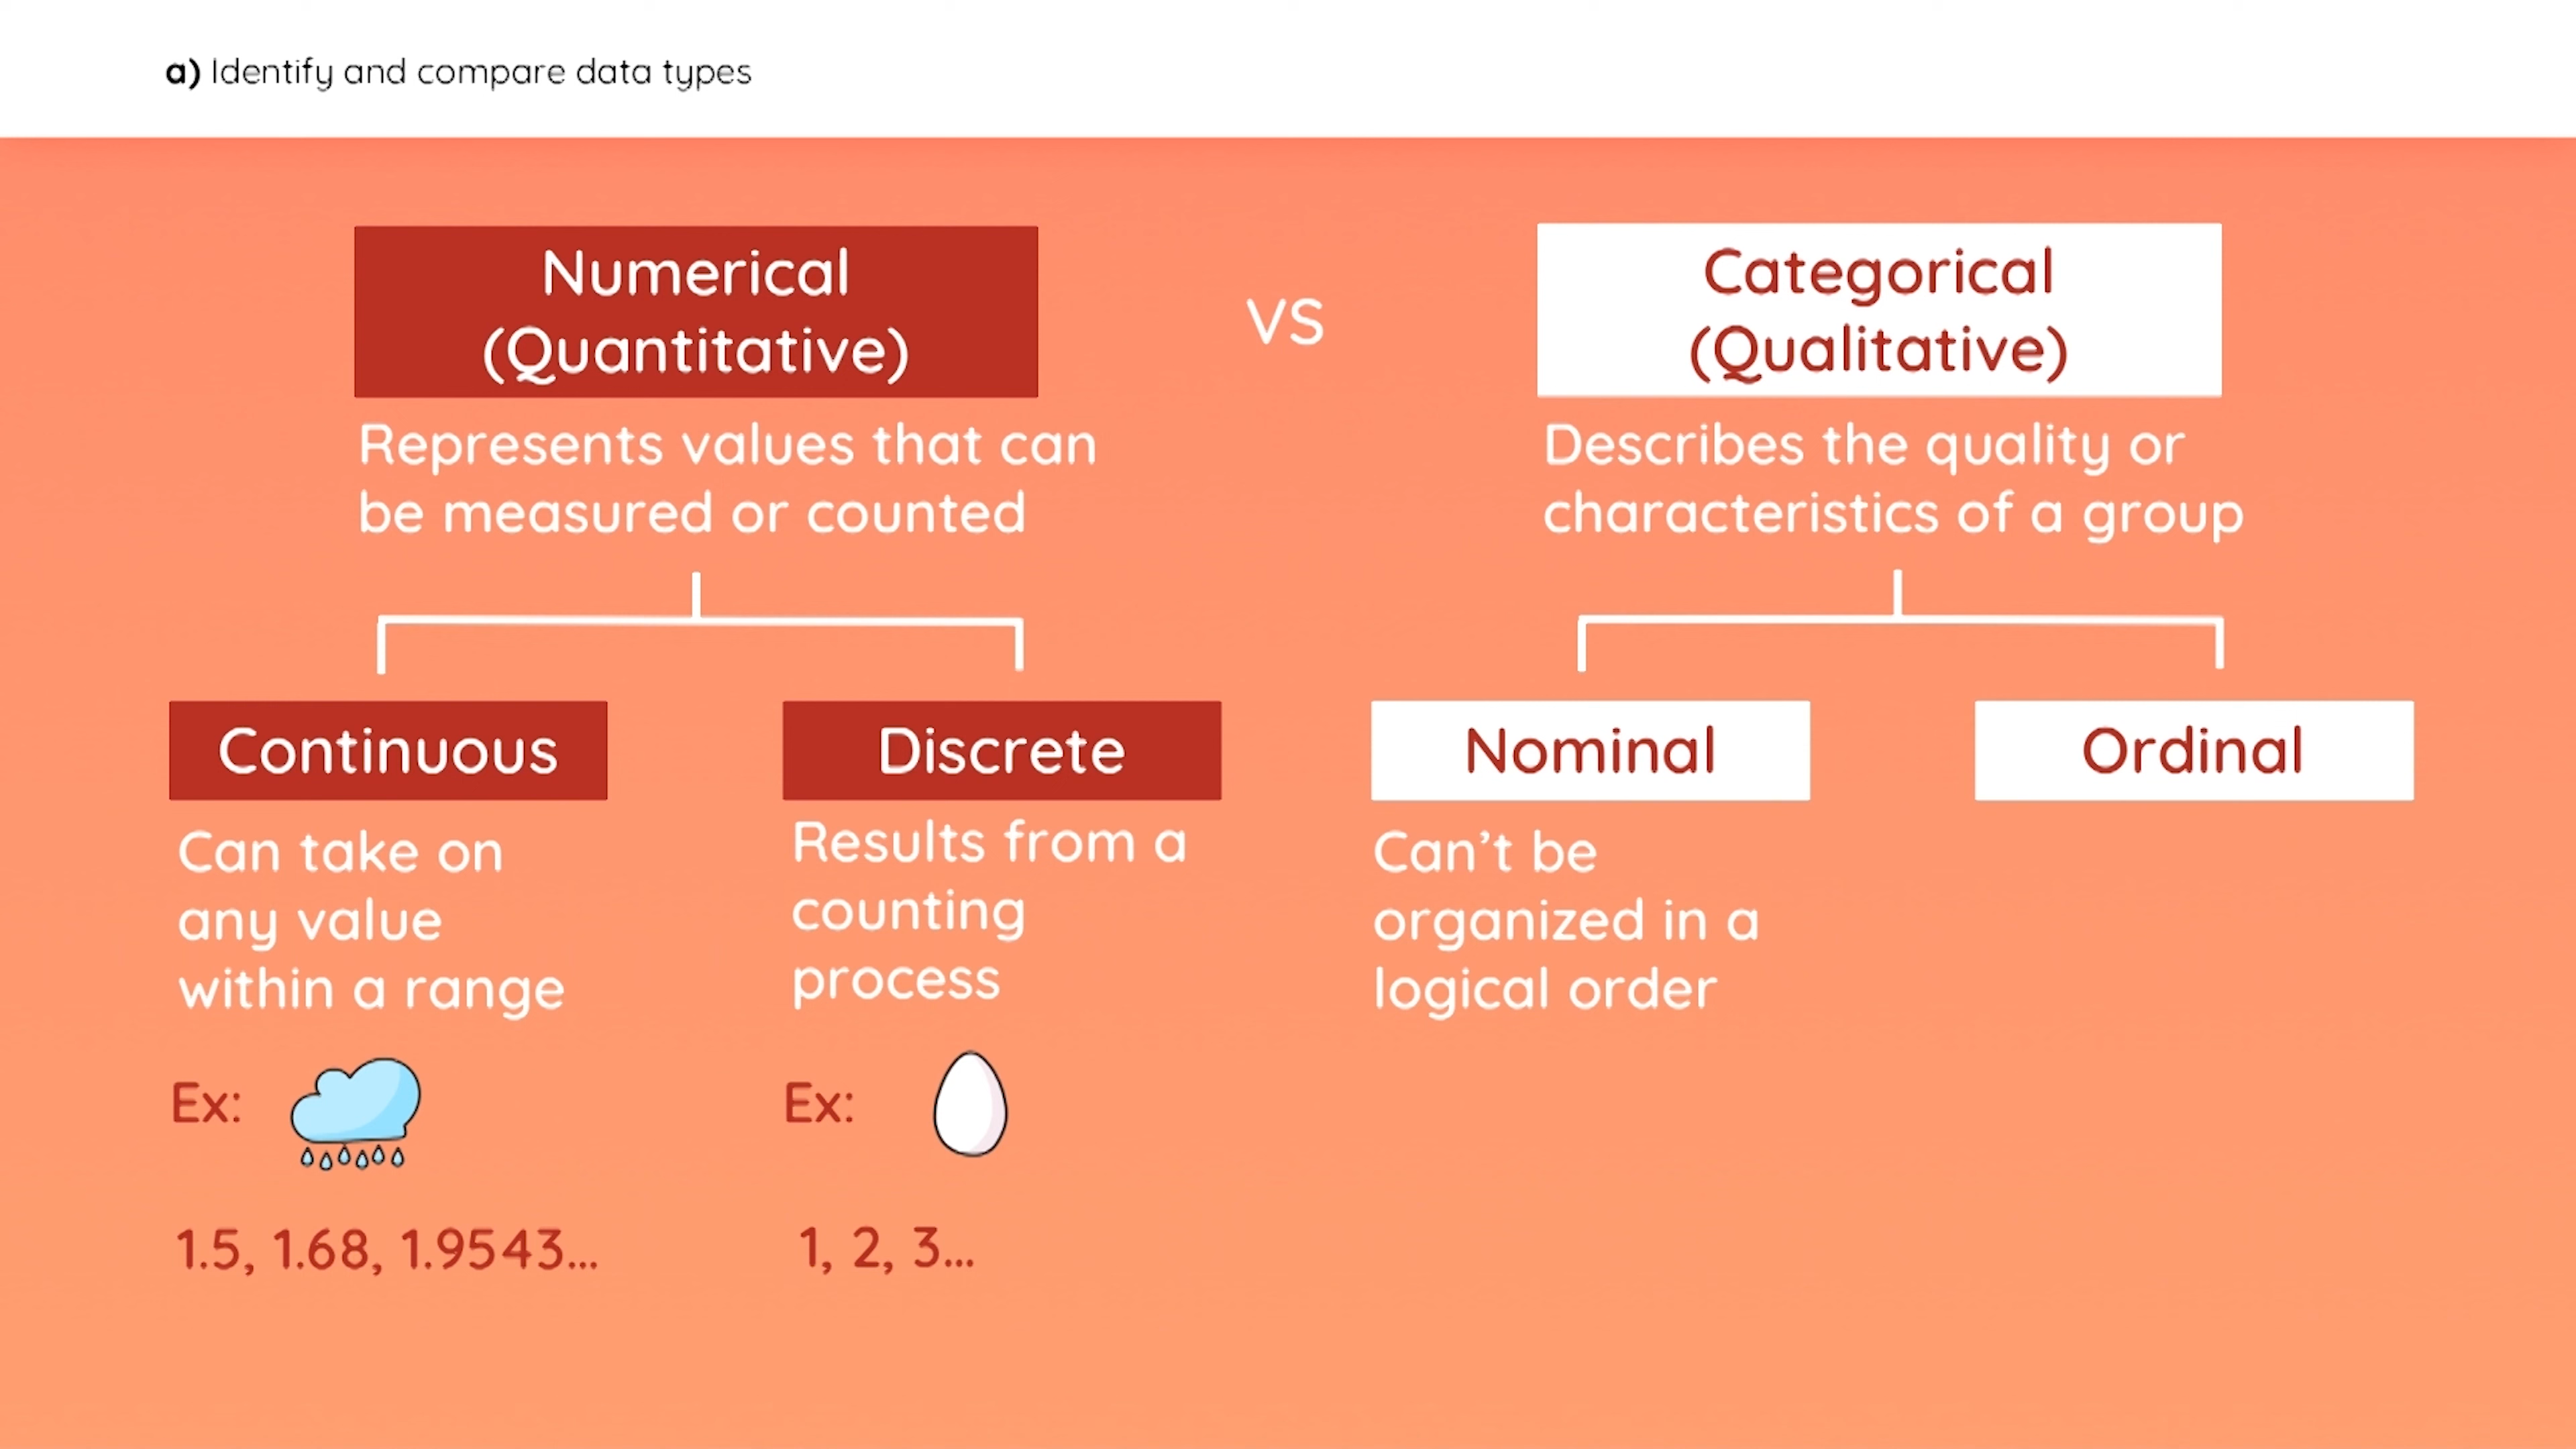 a) Identify and compare data types
Numerical
(Quantitative)
Represents values that can
be measured or counted
VS
Categorical
(Qualitative)
Describes the quality or
characteristics of a group
Continuous
Can take on
any value
within a range
Ex:
1.5, 1.68, 1.9543...
Discrete
Results from a
counting
process
Ex:
1, 2, 3...
Nominal
Can't be
organized in a
logical order
Ordinal